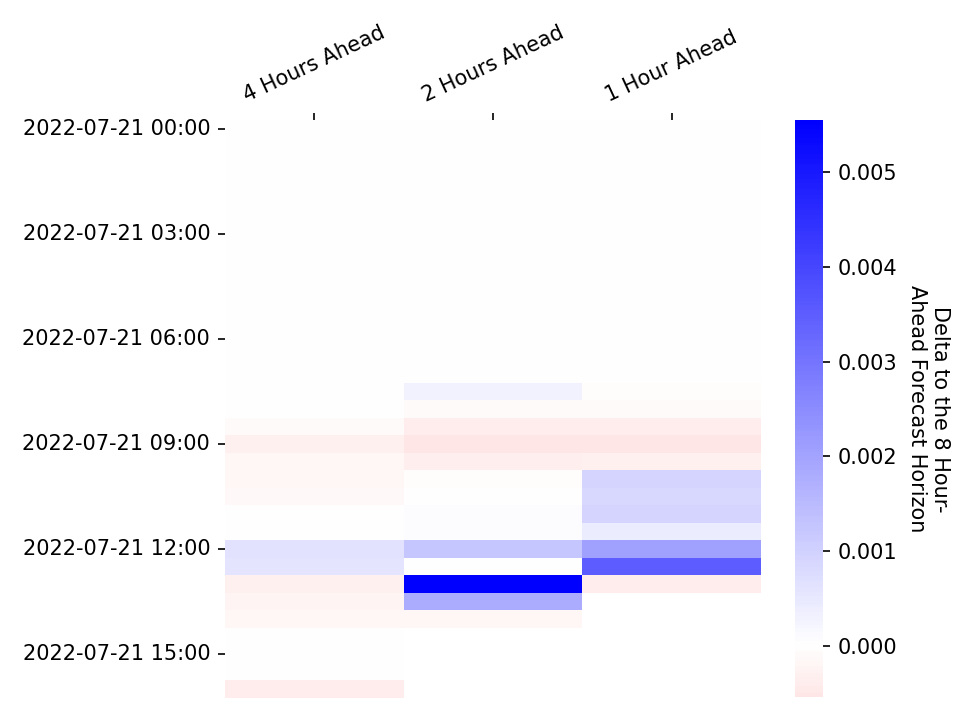 4 Hours Ahead
2 Hours Ahead
1 Hour Ahead
2022-07-21 00:00
2022-07-21 03:00
2022-07-21 06:00
2022-07-21 09:00
2022-07-21 12:00
2022-07-21 15:00
0.005
0.004
0.003
0.002
0.001
0.000
Delta to the 8 Hour-
Ahead Forecast Horizon